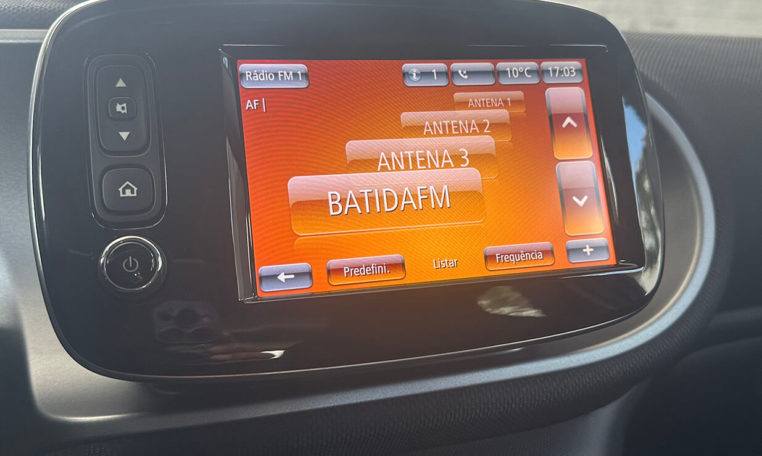 Rádio FM 1
1
10°C
17:03
AF
ANTENA 1
ANTENA 2
ANTENA 3
BATIDAFM
Predefini.
Listar
Frequência
+